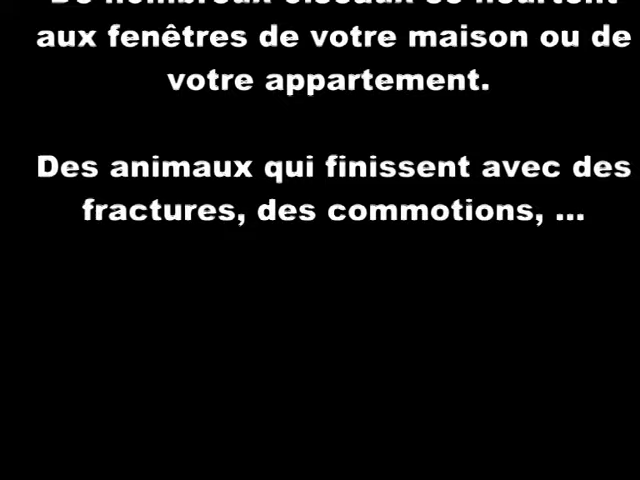 De nombreux oiseaux se heurtent
aux fenêtres de votre maison ou de
votre appartement.
Des animaux qui finissent avec des
fractures, des commotions, ...